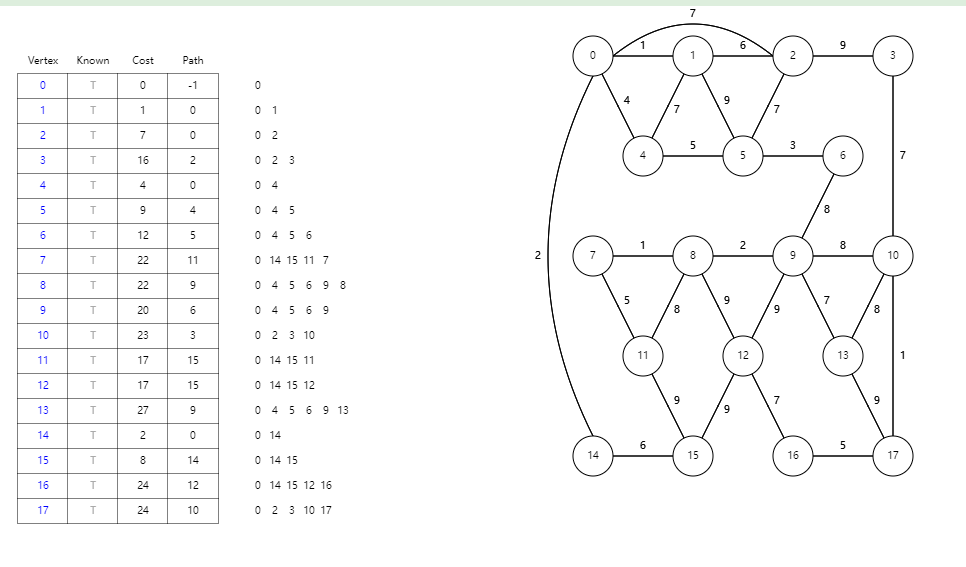 Vertex Known Cost Path
0 T 0 -1 0
1 T 1 0 0 1
2 T 7 0 0 2
3 T 16 2 0 2 3
4 T 4 0 0 4
5 T 9 4 0 4 5
6 T 12 5 0 4 5 6
7 T 22 11 0 14 15 11 7
8 T 22 9 0 4 5 6 9 8
9 T 20 6 0 4 5 6 9
10 T 23 3 0 2 3 10
11 T 17 15 0 14 15 11
12 T 17 15 0 14 15 12
13 T 27 9 0 4 5 6 9 13
14 T 2 0 0 14
15 T 8 14 0 14 15
16 T 24 12 0 14 15 12 16
17 T 24 10 0 2 3 10 17
7
1 6 9
0 1 2 3
4 7 9 7
5 3 7
4 5 6
8
2 1 2 8
7 8 9 10
5 8 9 9 7 8
11 12 13 1
9 9 7 9
6 5
14 15 16 17